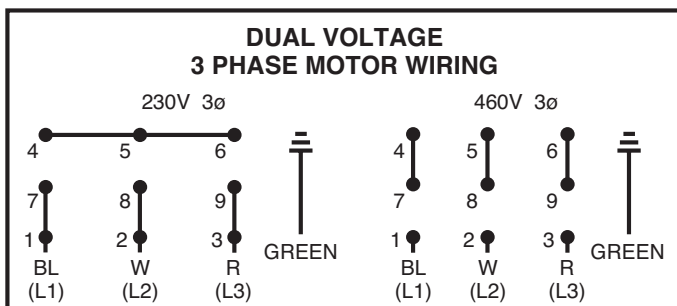 DUAL VOLTAGE
3 PHASE MOTOR WIRING
230V 3ø
4 5 6
7 8 9
1 2 3
GREEN
BL W R
(L1) (L2) (L3)
460V 3ø
4 5 6
7 8 9
1 2 3
GREEN
BL W R
(L1) (L2) (L3)